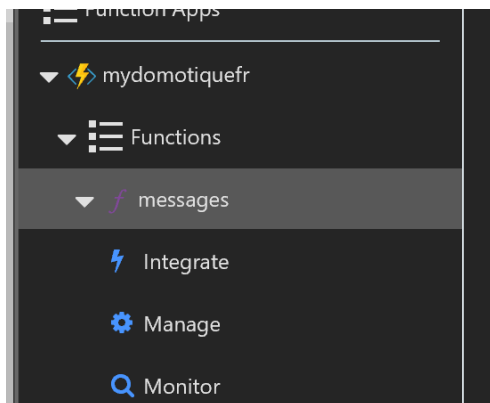 Function Apps
mydomotiquefr
Functions
messages
Integrate
Manage
Monitor